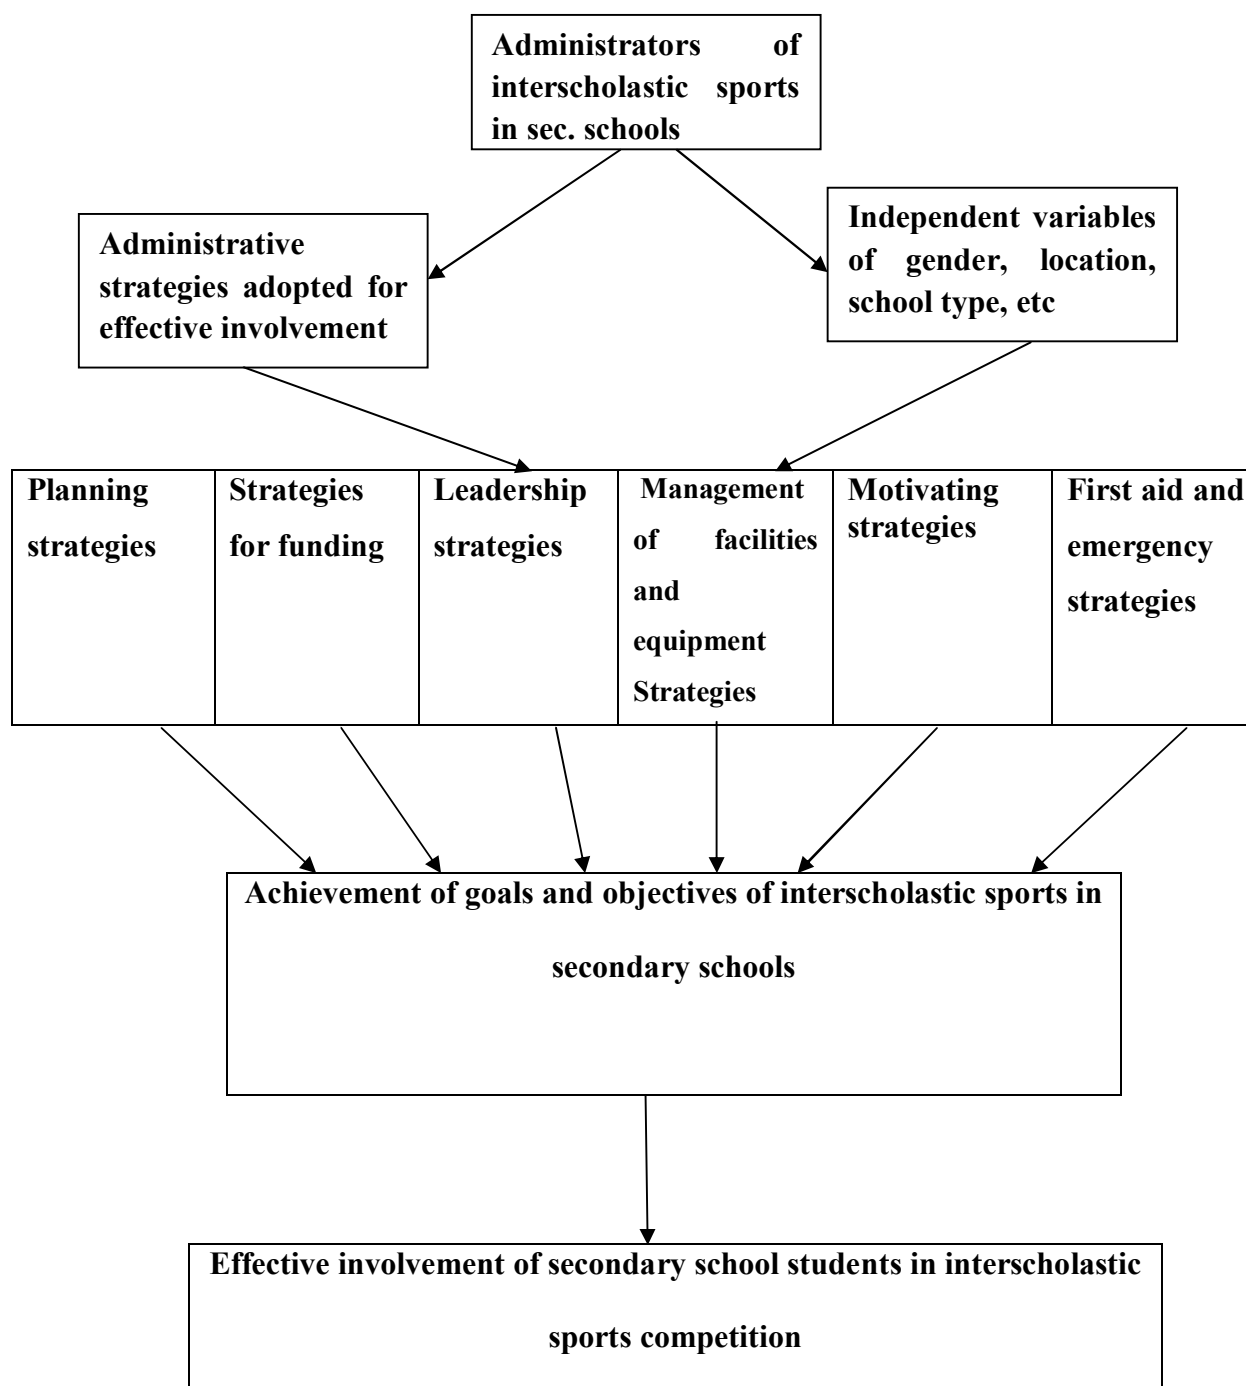 Administrators of
interscholastic sports
in sec. schools
Administrative
strategies adopted for
effective involvement
Independent variables
of gender, location,
school type, etc
Planning
strategies
Strategies
for funding
Leadership
strategies
Management
of facilities
and
equipment
Strategies
Motivating
strategies
First aid and
emergency
strategies
Achievement of goals and objectives of interscholastic sports in
secondary schools
Effective involvement of secondary school students in interscholastic
sports competition